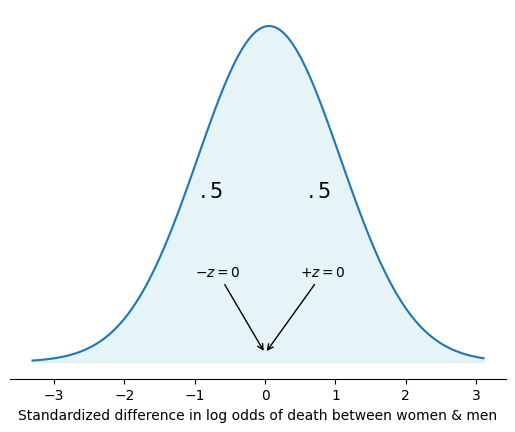 .5 .5
−z = 0 +z = 0
−3 −2 −1 0 1 2 3
Standardized difference in log odds of death between women & men